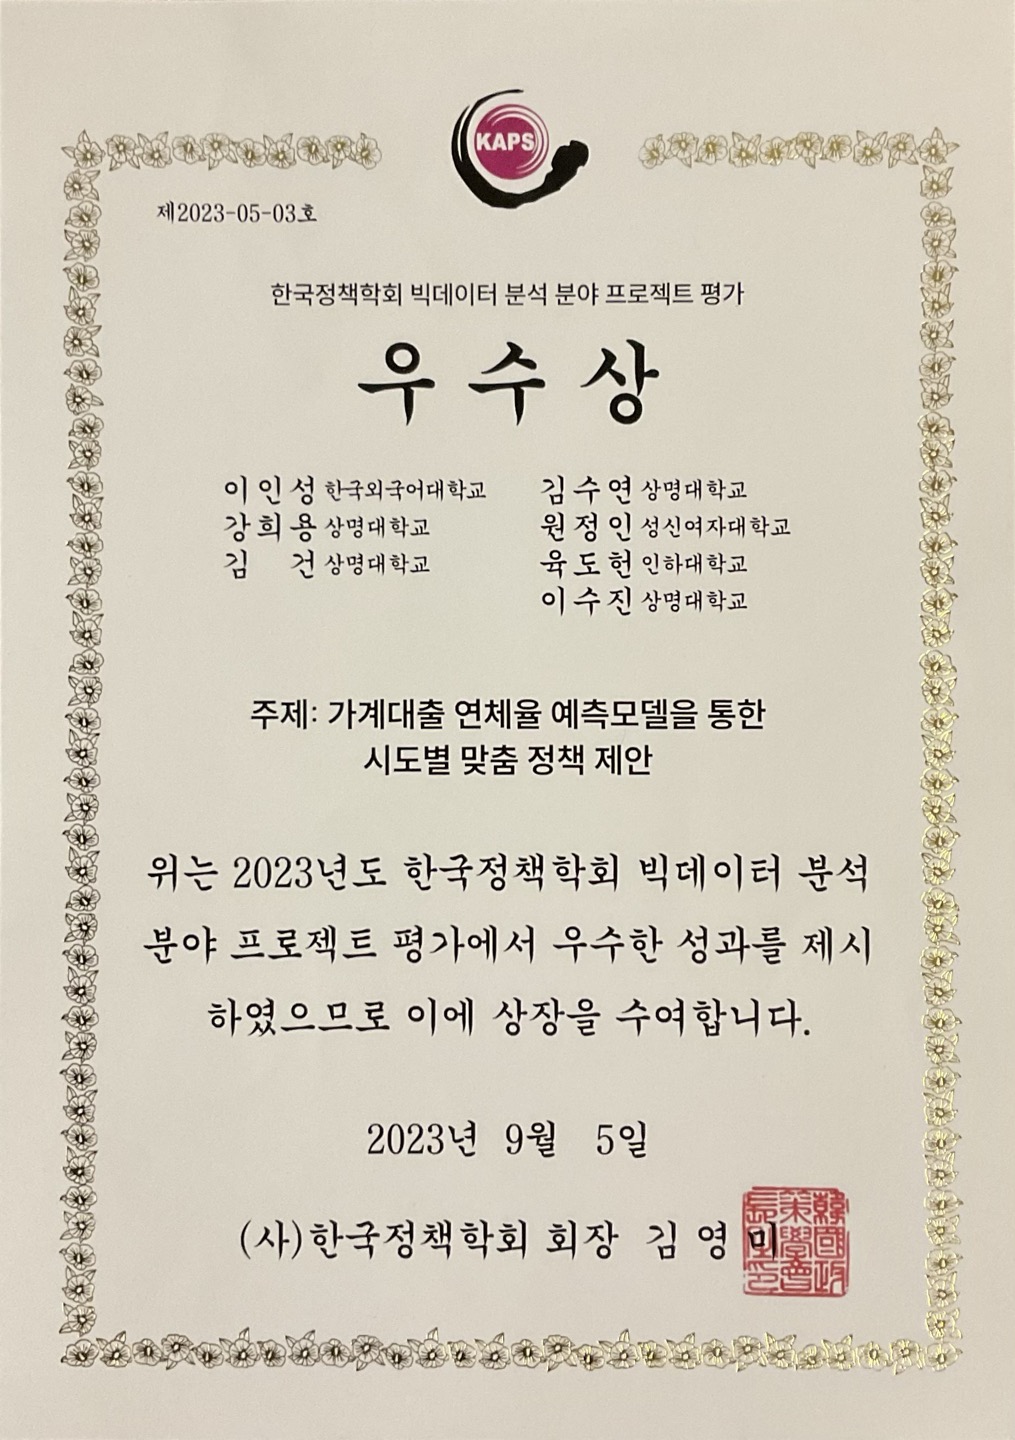 KAPS
제2023-05-03호
한국정책학회 빅데이터 분석 분야 프로젝트 평가
우수상
이인성 한국외국어대학교
강희용 상명대학교
김 건 상명대학교
김수연 상명대학교
원정인 성신여자대학교
육도헌 인하대학교
이수진 상명대학교
주제: 가계대출 연체율 예측모델을 통한
시도별 맞춤 정책 제안
위는 2023년도 한국정책학회 빅데이터 분석
분야 프로젝트 평가에서 우수한 성과를 제시
하였으므로 이에 상장을 수여합니다.
2023년 9월 5일
(사)한국정책학회 회장 김영미
韓國政
策學會
長之印